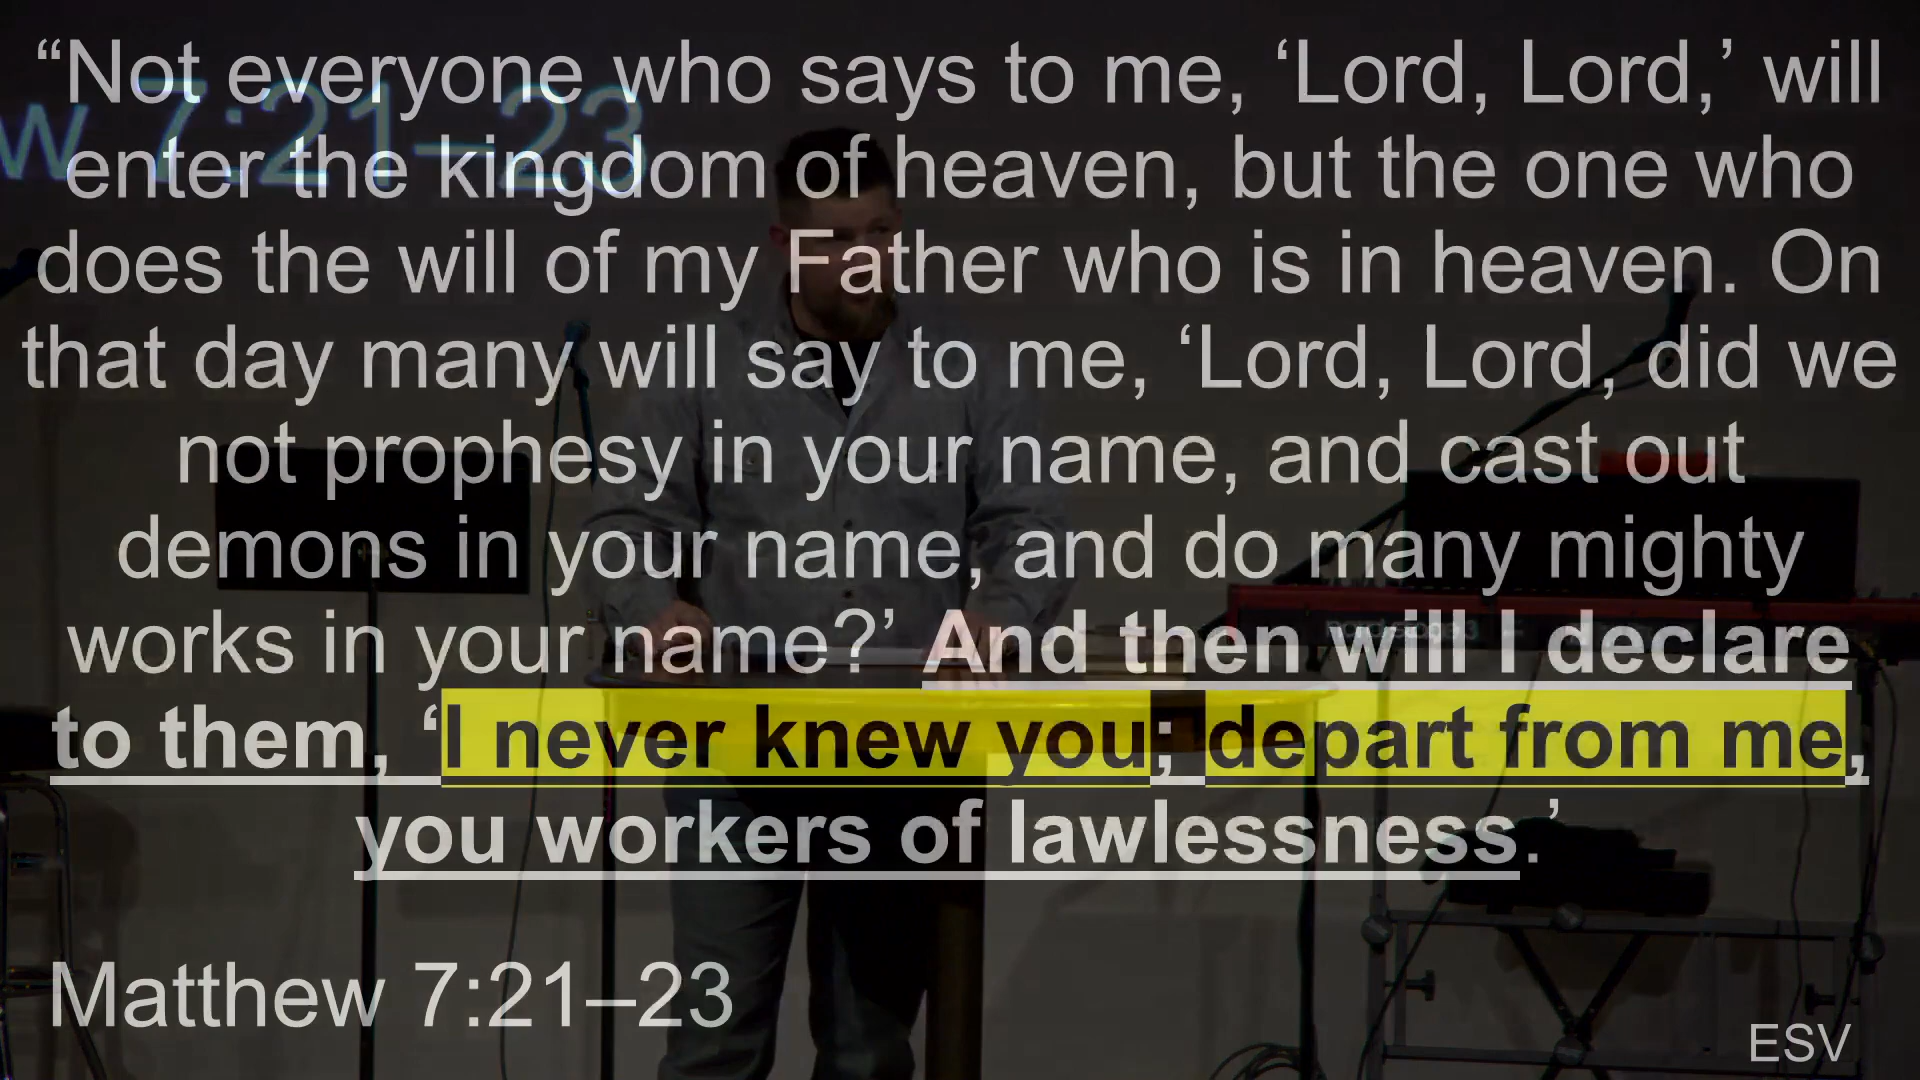 “Not everyone who says to me, ‘Lord, Lord,’ will
enter the kingdom of heaven, but the one who
does the will of my Father who is in heaven. On
that day many will say to me, ‘Lord, Lord, did we
not prophesy in your name, and cast out
demons in your name, and do many mighty
works in your name?’ And then will I declare
to them, ‘I never knew you; depart from me,
you workers of lawlessness.’
Matthew 7:21–23
ESV
w 7:21–23